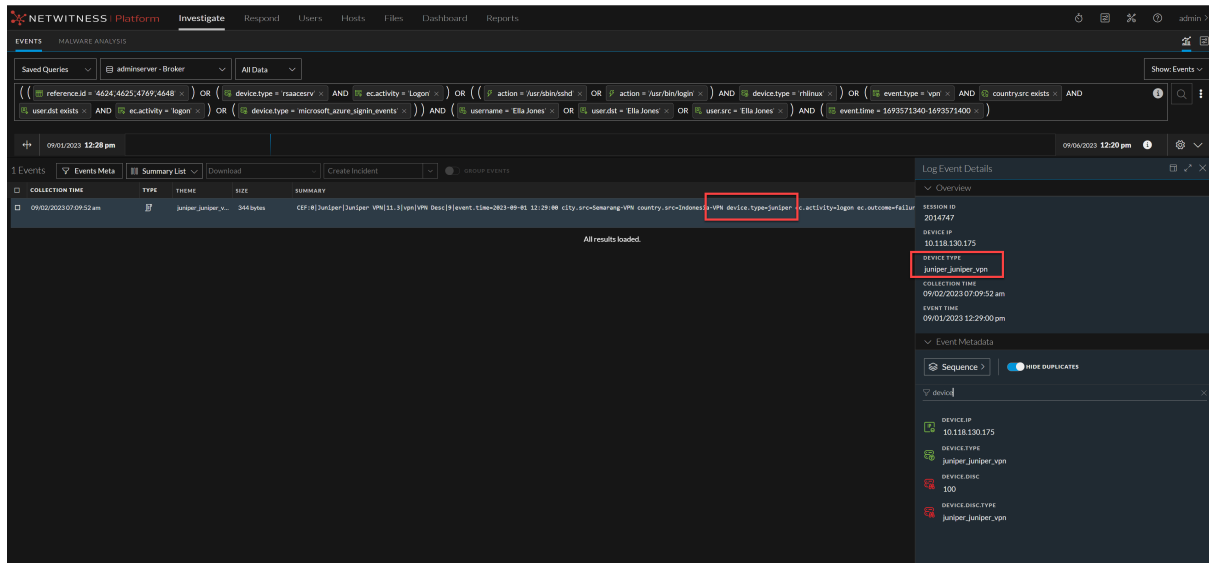 NETWITNESS Platform Investigate Respond Users Hosts Files Dashboard Reports admin >
EVENTS MALWARE ANALYSIS
Saved Queries adminserver - Broker All Data Show: Events
( ( reference.id = '4624','4625','4769','4648' × ) OR ( device.type = 'rsaacesrv' × AND ec.activity = 'Logon' × ) OR ( ( action = '/usr/sbin/sshd' × OR action = '/usr/bin/login' × ) AND device.type = 'rhlinux' × ) OR ( event.type = 'vpn' × AND country.src exists × AND
user.dst exists × AND ec.activity = 'logon' × ) OR ( device.type = 'microsoft_azure_signin_events' × ) ) AND ( username = 'Ella Jones' × OR user.dst = 'Ella Jones' × OR user.src = 'Ella Jones' × ) AND ( event.time = 1693571340-1693571400 × )
09/01/2023 12:28 pm 09/06/2023 12:20 pm
1 Events Events Meta Summary List Download Create Incident GROUP EVENTS
COLLECTION TIME TYPE THEME SIZE SUMMARY
09/02/2023 07:09:52 am juniper_juniper_v... 344 bytes CEF:0|Juniper|Juniper VPN|11.3|vpn|VPN Desc|9|event.time=2023-09-01 12:29:00 city.src=Semarang-VPN country.src=Indonesia-VPN device.type=juniper ec.activity=logon ec.outcome=failur
All results loaded.
Log Event Details
Overview
SESSION ID
2014747
DEVICE IP
10.118.130.175
DEVICE TYPE
juniper_juniper_vpn
COLLECTION TIME
09/02/2023 07:09:52 am
EVENT TIME
09/01/2023 12:29:00 pm
Event Metadata
Sequence > HIDE DUPLICATES
device
DEVICE.IP
10.118.130.175
DEVICE.TYPE
juniper_juniper_vpn
DEVICE.DISC
100
DEVICE.DISC.TYPE
juniper_juniper_vpn